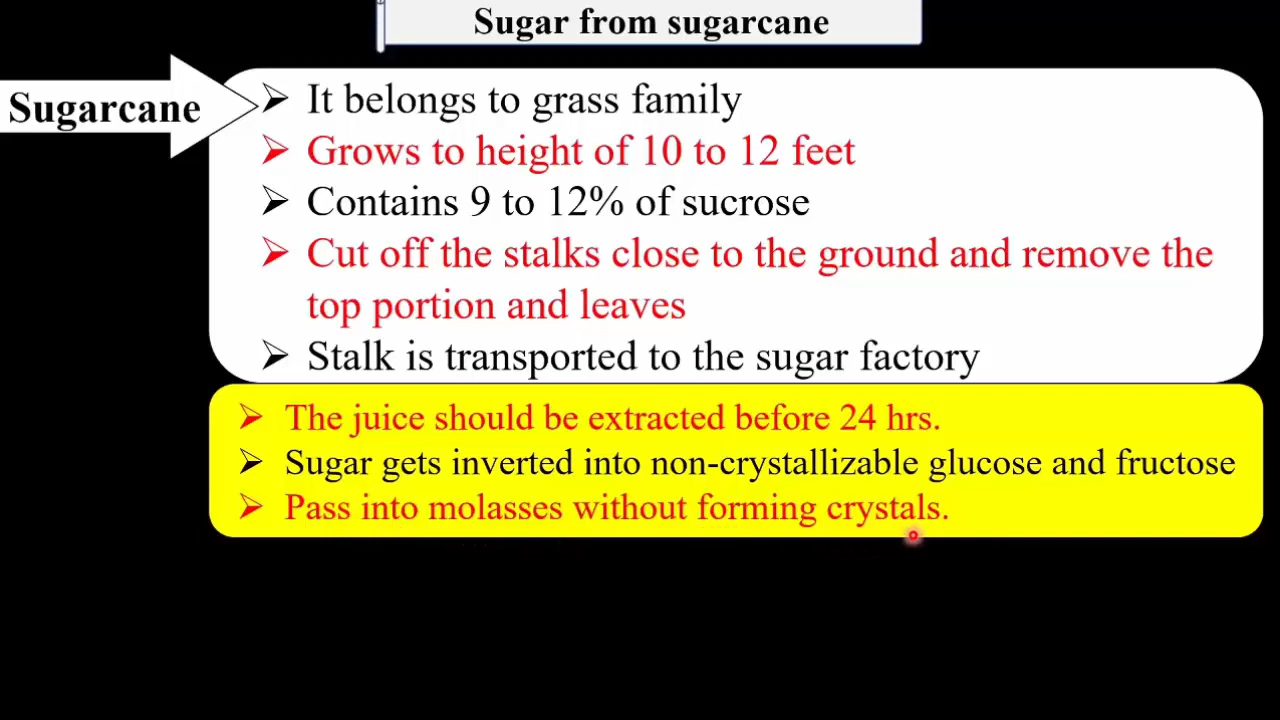 Sugar from sugarcane
Sugarcane
➢ It belongs to grass family
➢ Grows to height of 10 to 12 feet
➢ Contains 9 to 12% of sucrose
➢ Cut off the stalks close to the ground and remove the
top portion and leaves
➢ Stalk is transported to the sugar factory
➢ The juice should be extracted before 24 hrs.
➢ Sugar gets inverted into non-crystallizable glucose and fructose
➢ Pass into molasses without forming crystals.